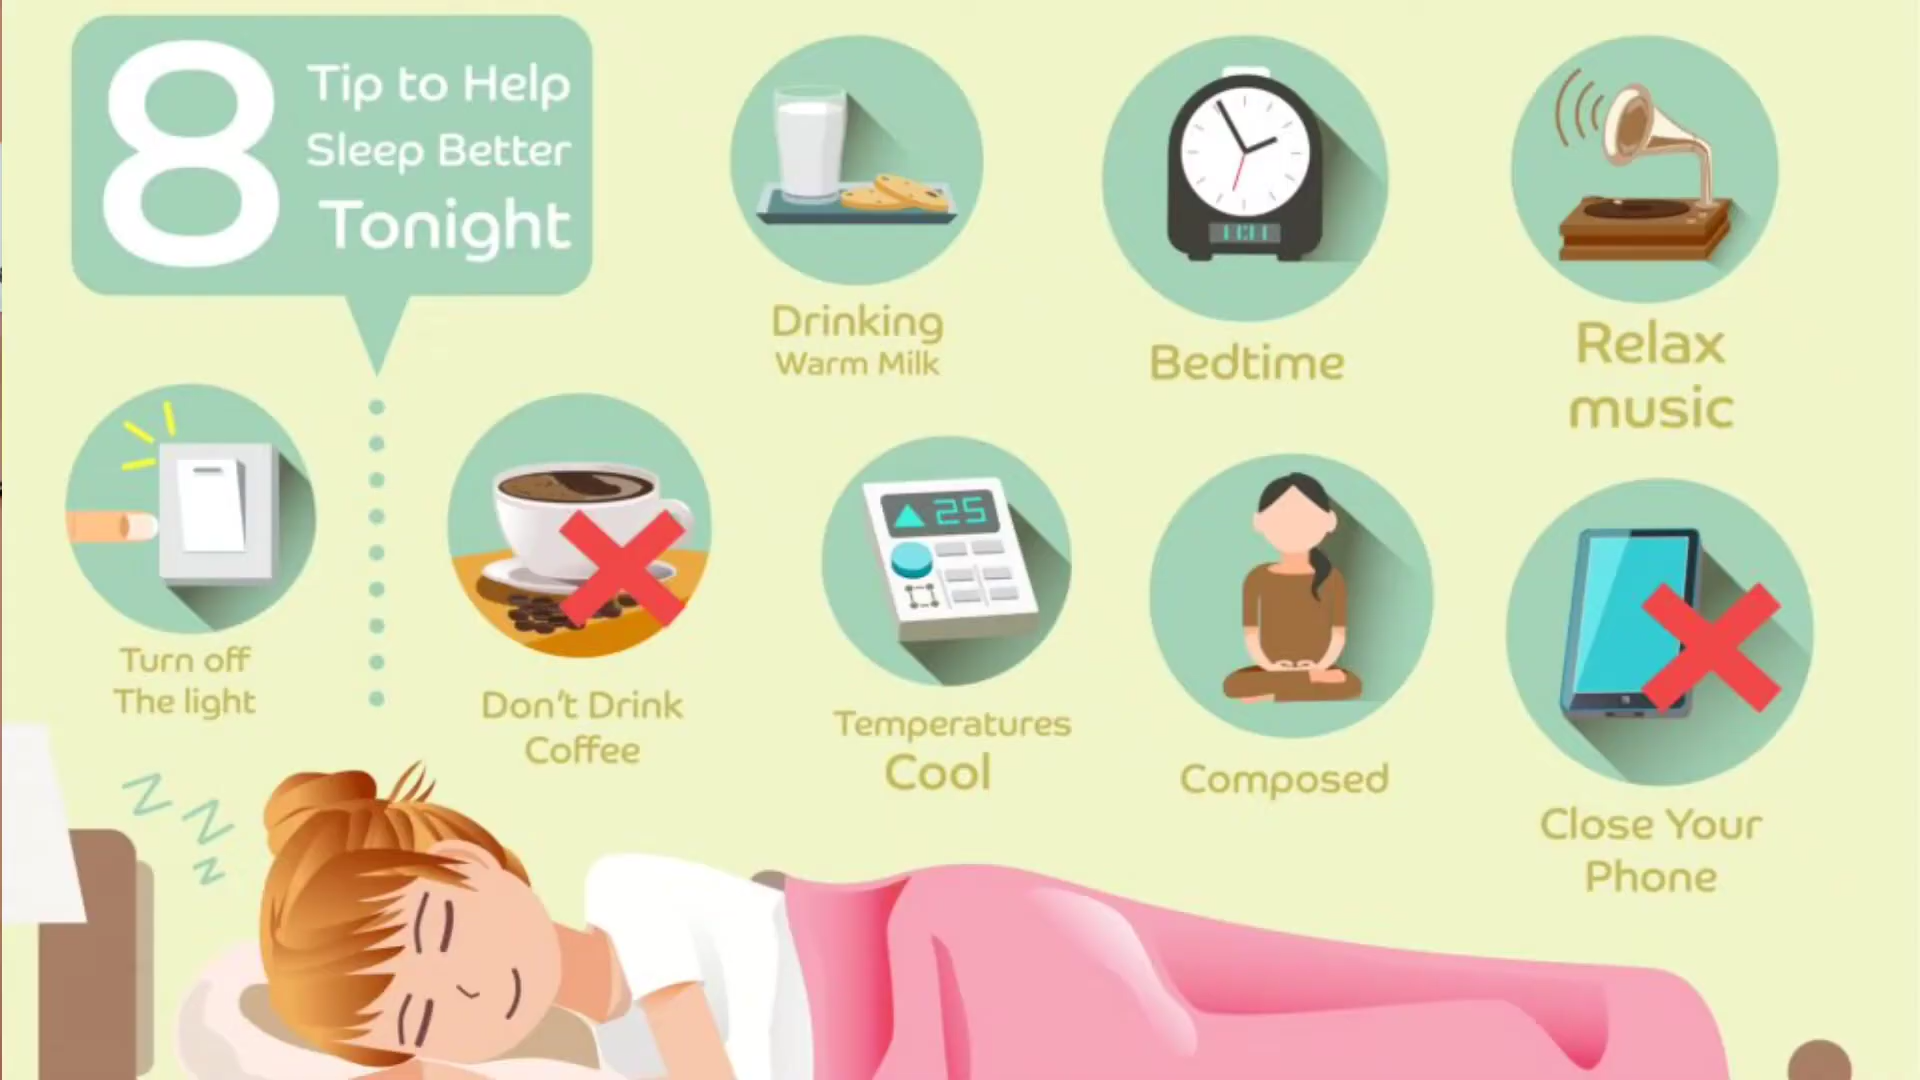 8
Tip to Help
Sleep Better
Tonight
Drinking
Warm Milk
Bedtime
Relax
music
Turn off
The light
Don't Drink
Coffee
25
Temperatures
Cool
Composed
Close Your
Phone
Z
Z
Z